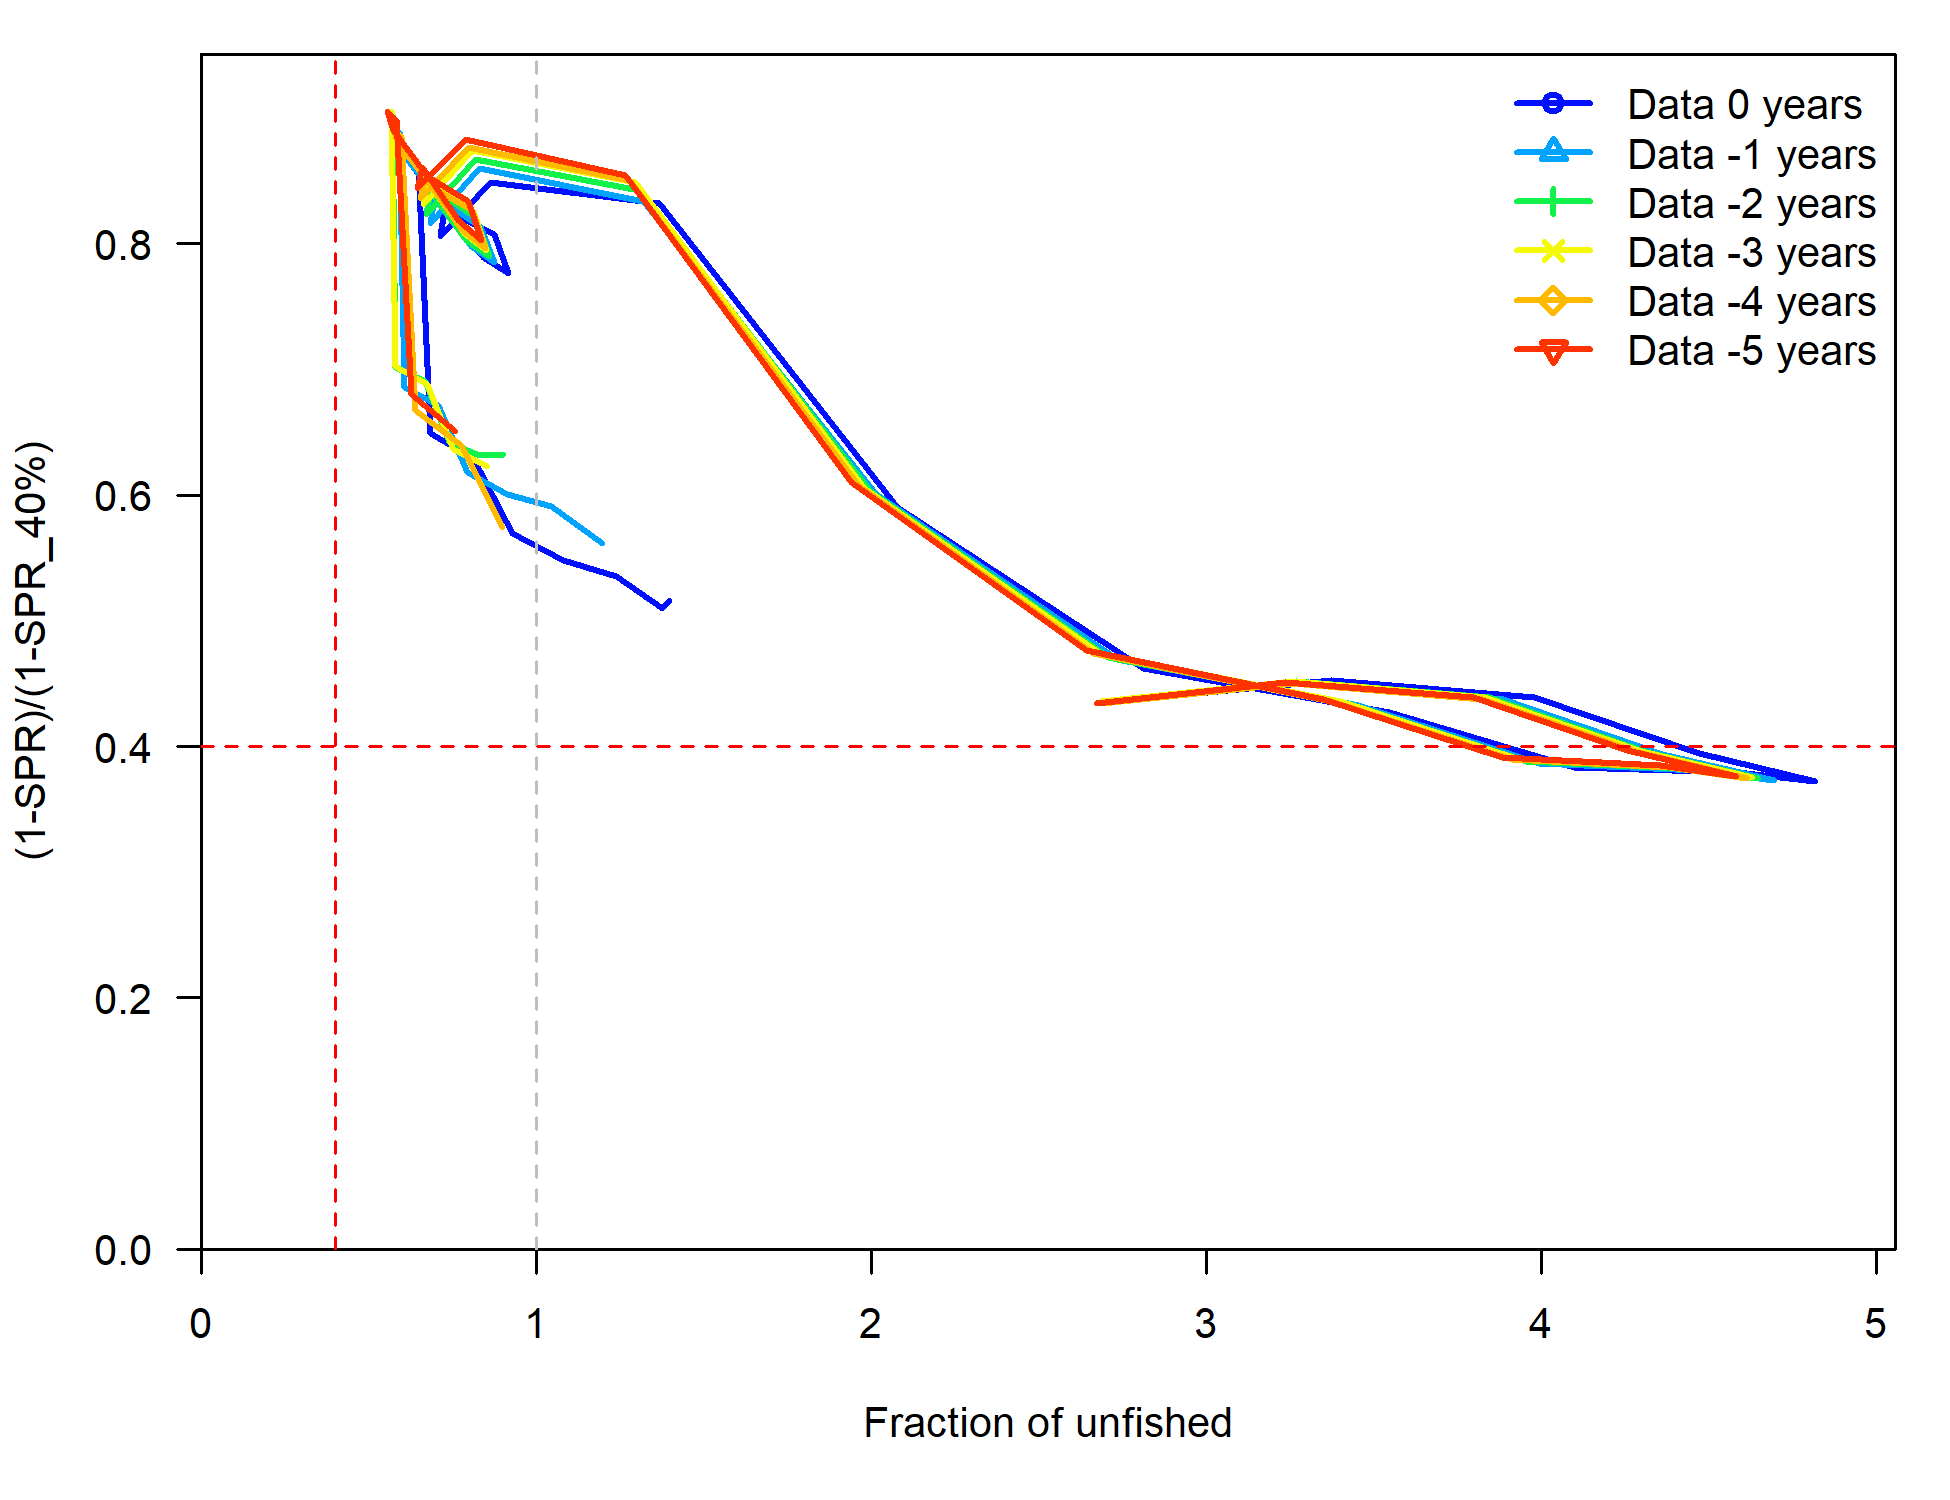 Data 0 years
Data -1 years
Data -2 years
Data -3 years
Data -4 years
Data -5 years
(1-SPR)/(1-SPR_40%)
0.8
0.6
0.4
0.2
0.0
0 1 2 3 4 5
Fraction of unfished